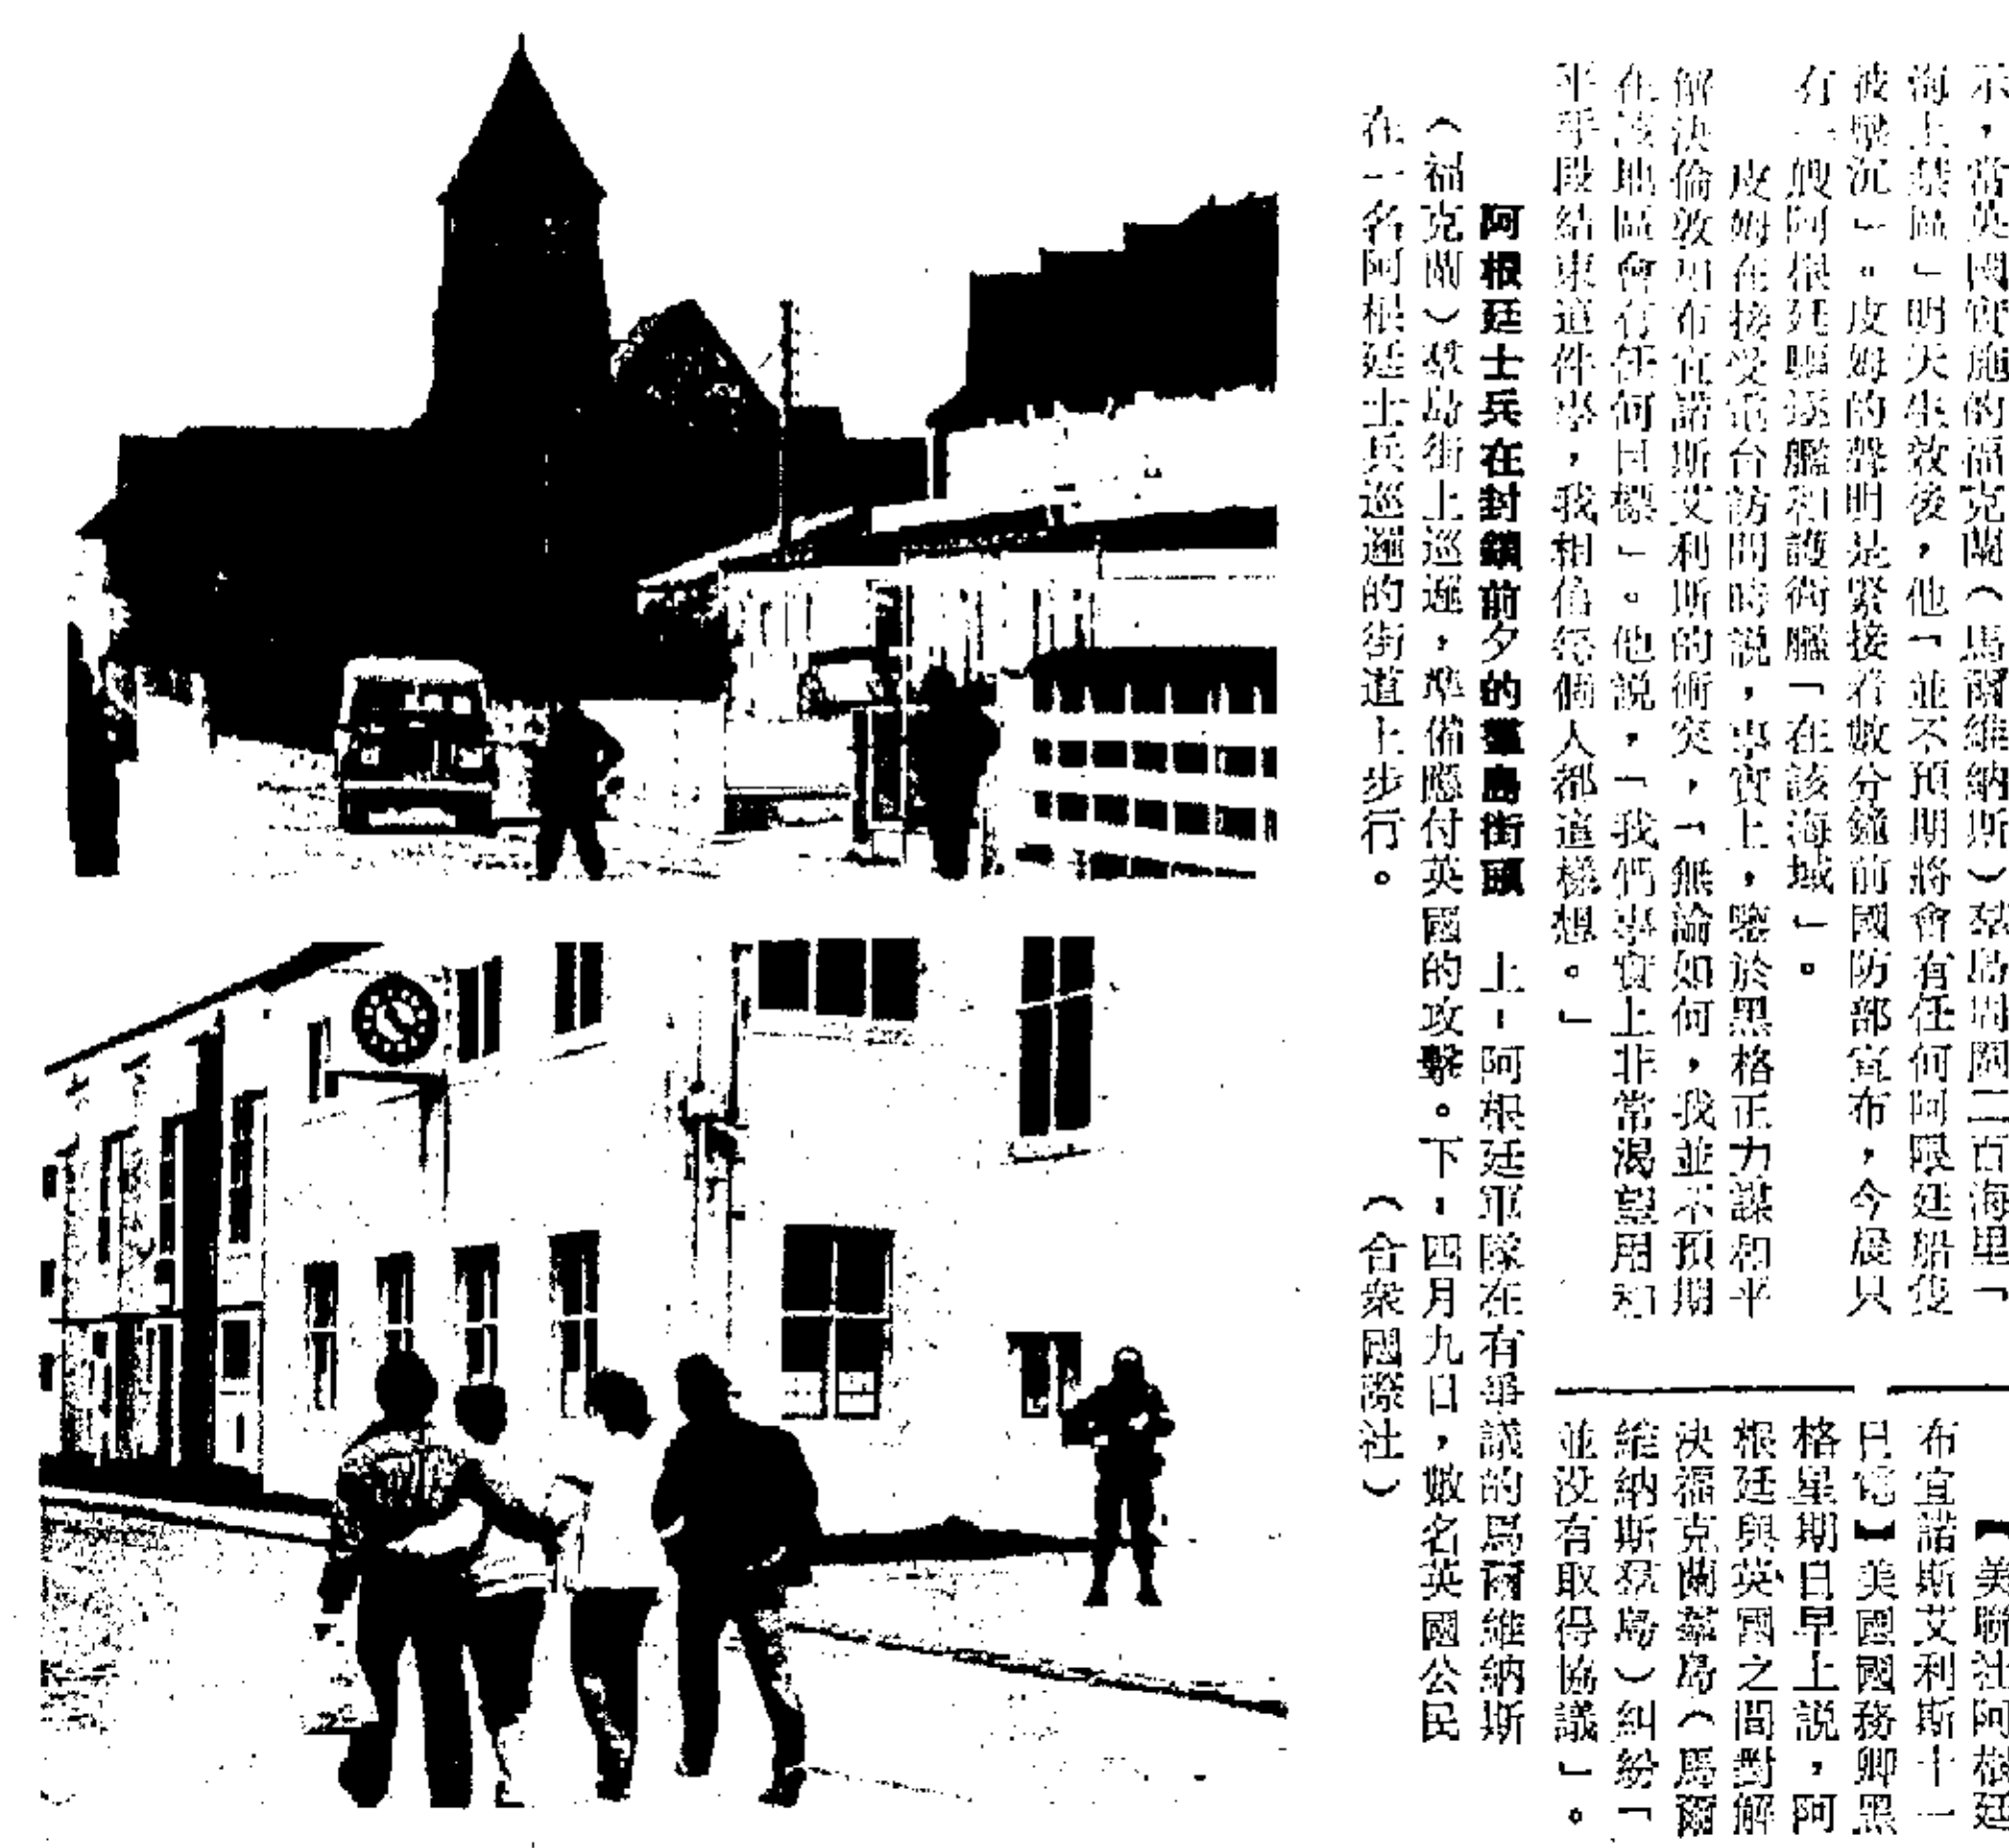 示，當英國實施的福克蘭（馬爾維納斯）羣島周圍二百海里「
海上禁區」明天生效後，他「並不預期將會有任何阿根廷船隻
被擊沉」。皮姆的聲明是緊接着數分鐘前國防部宣布，今晨只
有一艘阿根廷驅逐艦和護衛艦「在該海域」。
皮姆在接受電台訪問時説，事實上，鑒於黑格正力謀和平
解決倫敦和布宜諾斯艾利斯的衝突，「無論如何，我並不預期
在該地區會有任何目標」。他説，「我們事實上非常渴望用和
平手段結束這件事，我相信每個人都這樣想。」
阿根廷士兵在封鎖前夕的羣島街頭　上：阿根廷軍隊在有爭議的馬爾維納斯
（福克蘭）羣島街上巡邏，準備應付英國的攻擊。下：四月九日，數名英國公民
在一名阿根廷士兵巡邏的街道上步行。　（合衆國際社）
【美聯社阿根廷
布宜諾斯艾利斯十一
日電】美國國務卿黑
格星期日早上説，阿
根廷與英國之間對解
決福克蘭羣島（馬爾
維納斯羣島）糾紛「
並没有取得協議」。